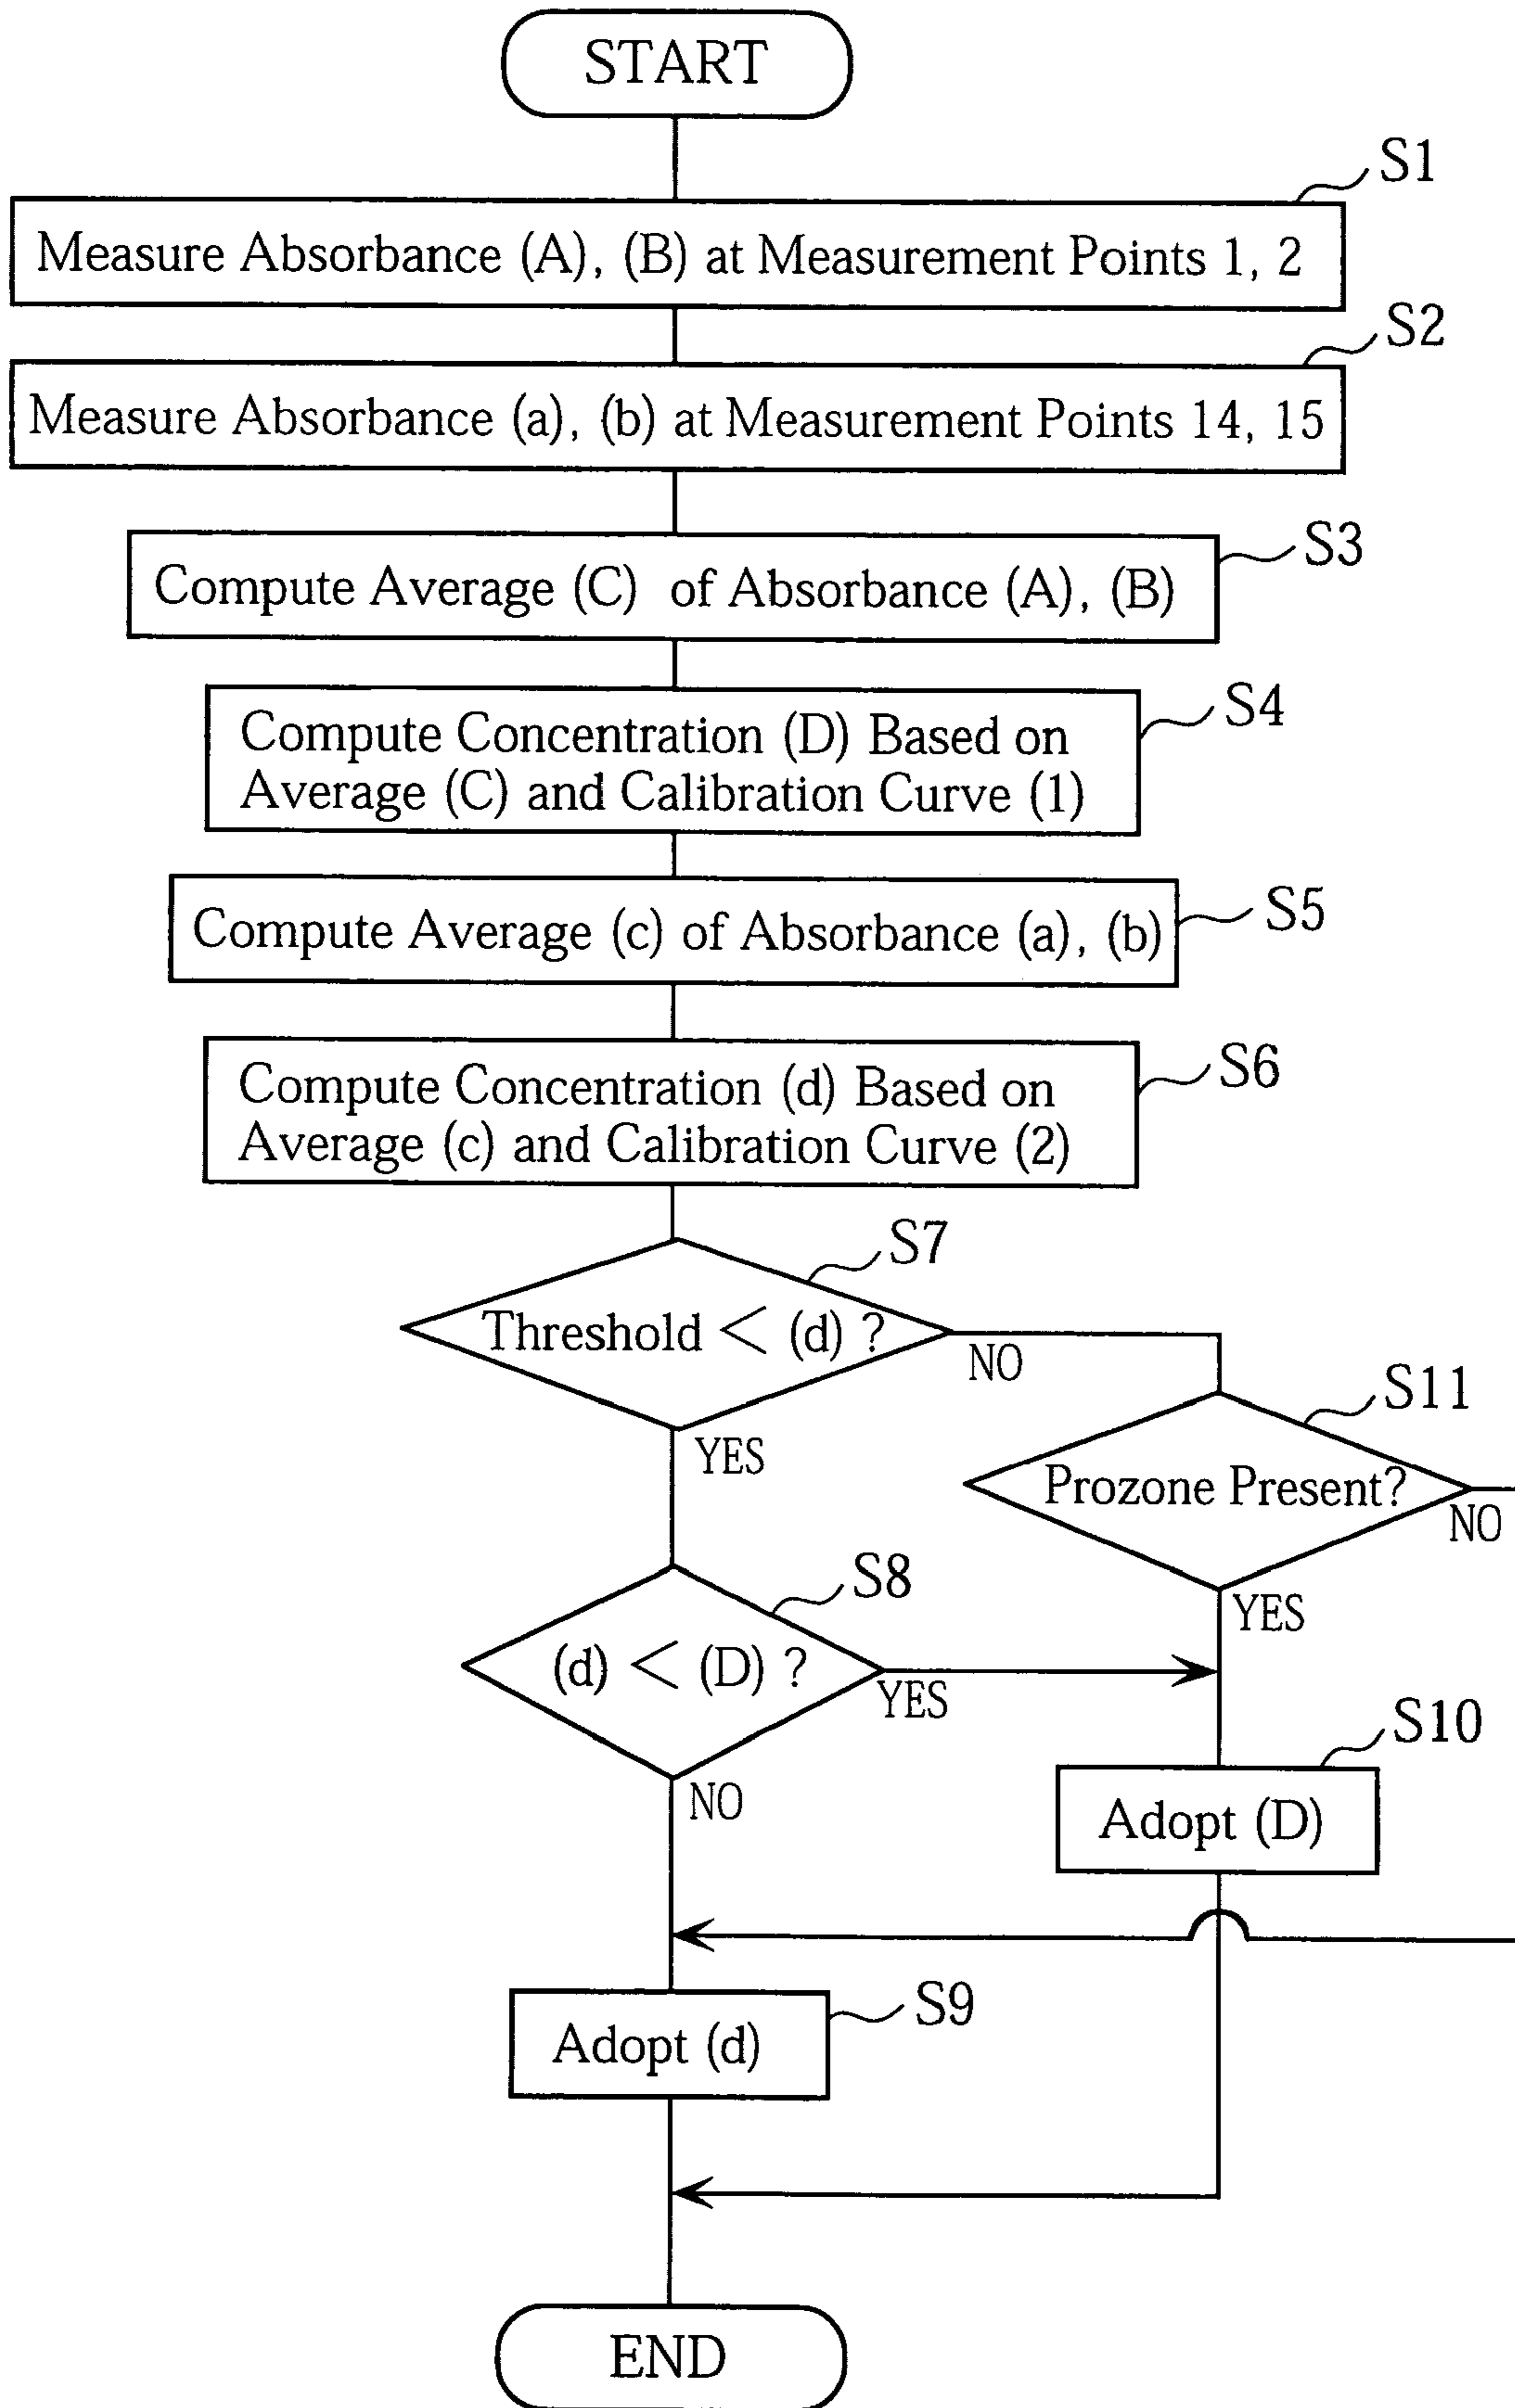 START
S1
Measure Absorbance (A), (B) at Measurement Points 1, 2
S2
Measure Absorbance (a), (b) at Measurement Points 14, 15
S3
Compute Average (C) of Absorbance (A), (B)
S4
Compute Concentration (D) Based on
Average (C) and Calibration Curve (1)
S5
Compute Average (c) of Absorbance (a), (b)
S6
Compute Concentration (d) Based on
Average (c) and Calibration Curve (2)
S7
Threshold < (d) ?
NO
YES
S11
Prozone Present?
NO
YES
S8
(d) < (D) ?
YES
NO
S10
Adopt (D)
S9
Adopt (d)
END